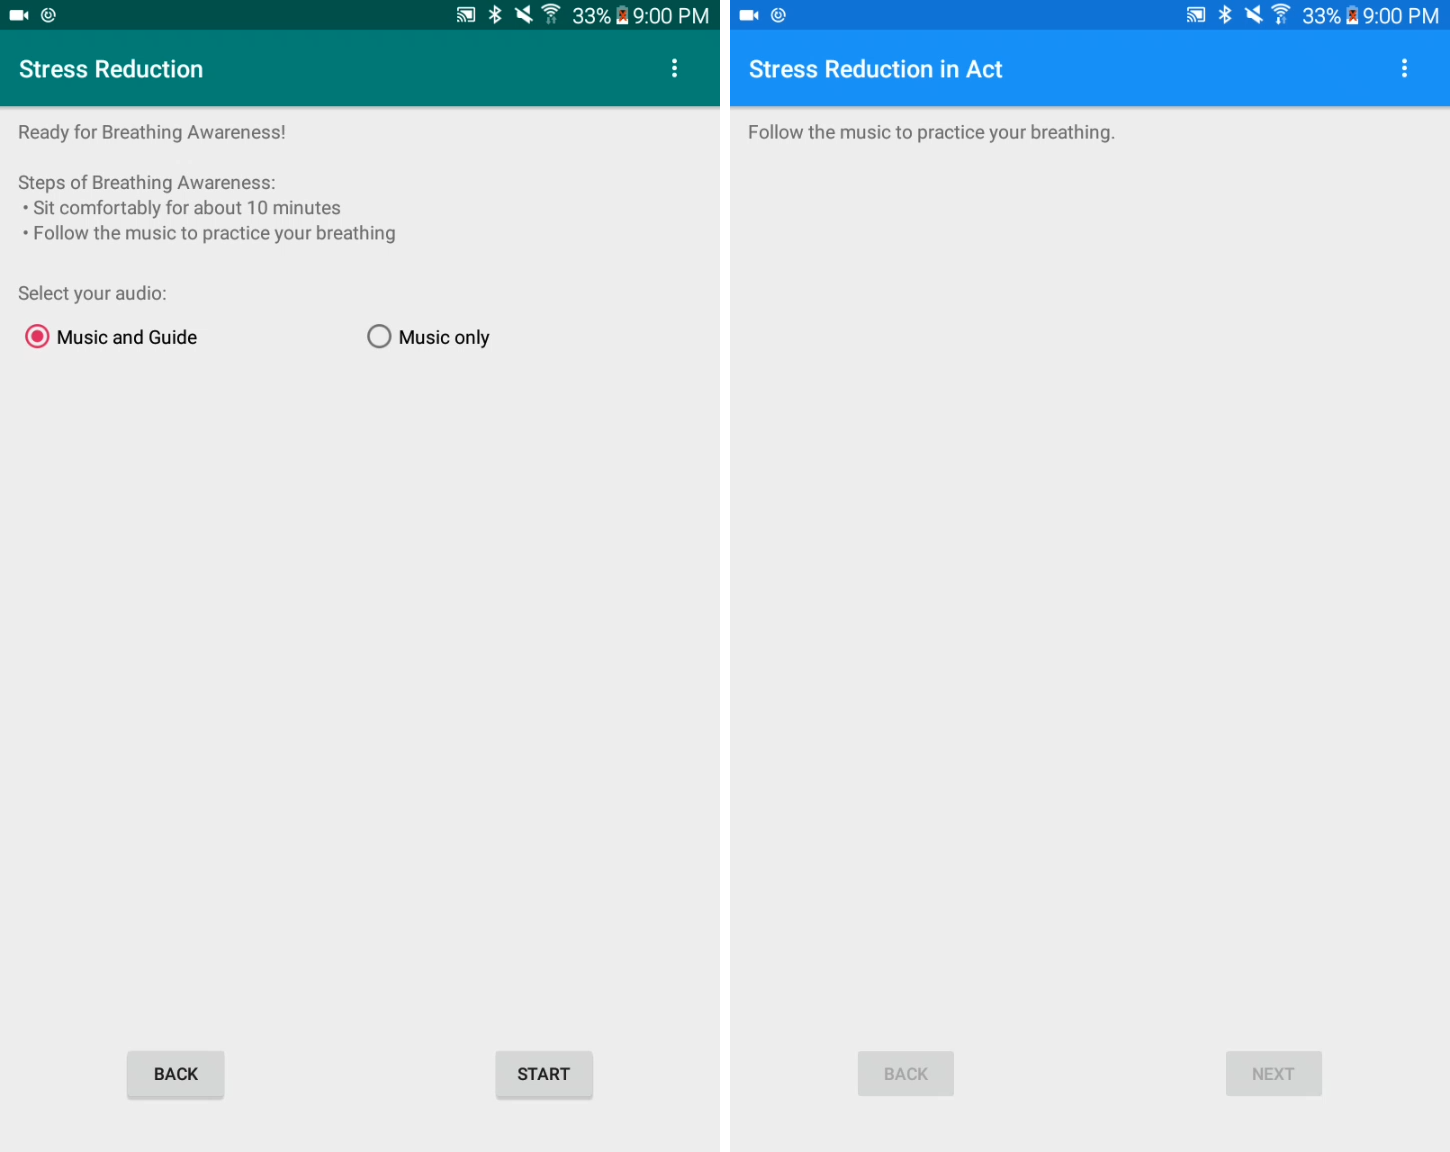 33% 9:00 PM
Stress Reduction
Ready for Breathing Awareness!
Steps of Breathing Awareness:
• Sit comfortably for about 10 minutes
• Follow the music to practice your breathing
Select your audio:
Music and Guide
Music only
BACK
START
33% 9:00 PM
Stress Reduction in Act
Follow the music to practice your breathing.
BACK
NEXT